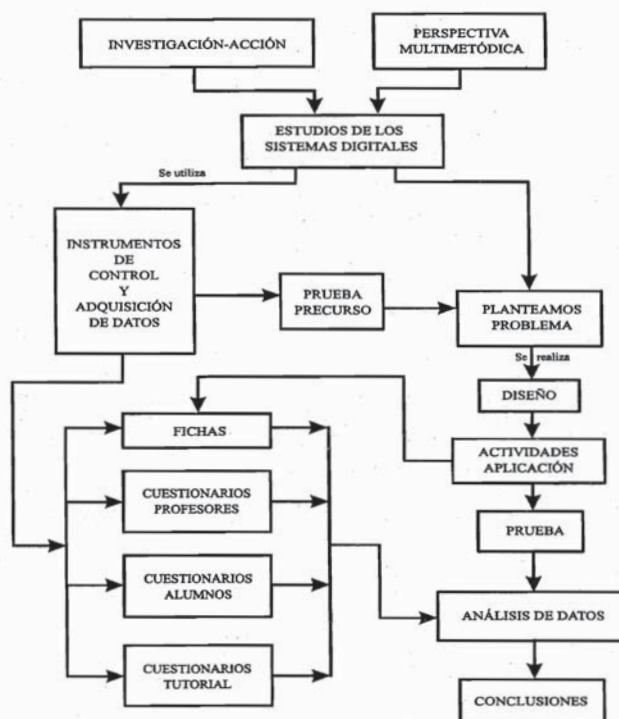 INVESTIGACIÓN-ACCIÓN
PERSPECTIVA
MULTIMETÓDICA
ESTUDIOS DE LOS
SISTEMAS DIGITALES
Se utiliza
INSTRUMENTOS
DE
CONTROL
Y
ADQUISICIÓN
DE DATOS
PRUEBA
PRECURSO
PLANTEAMOS
PROBLEMA
Se realiza
DISEÑO
FICHAS
ACTIVIDADES
APLICACIÓN
CUESTIONARIOS
PROFESORES
PRUEBA
CUESTIONARIOS
ALUMNOS
ANÁLISIS DE DATOS
CUESTIONARIOS
TUTORIAL
CONCLUSIONES